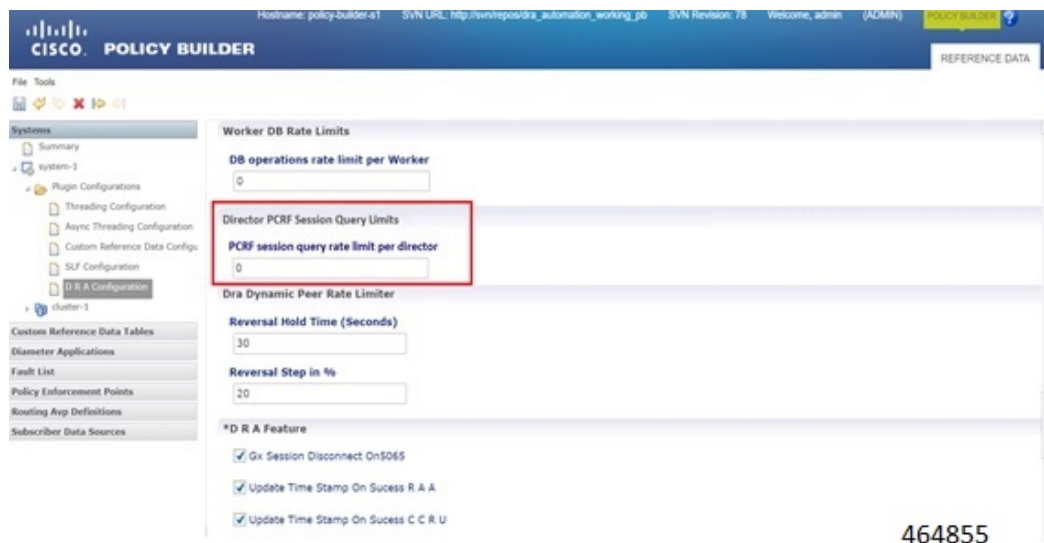 Hostname: policy-builder-s1 SVN URL: http://svn/repos/dra_automation_working_pb SVN Revision: 78 Welcome, admin (ADMIN) POLICY BUILDER ?
CISCO. POLICY BUILDER
REFERENCE DATA
File Tools
Systems
Summary
system-1
Plugin Configurations
Threading Configuration
Async Threading Configuration
Custom Reference Data Configu
SLF Configuration
D R A Configuration
cluster-1
Custom Reference Data Tables
Diameter Applications
Fault List
Policy Enforcement Points
Routing Avp Definitions
Subscriber Data Sources
Worker DB Rate Limits
DB operations rate limit per Worker
0
Director PCRF Session Query Limits
PCRF session query rate limit per director
0
Dra Dynamic Peer Rate Limiter
Reversal Hold Time (Seconds)
30
Reversal Step in %
20
*D R A Feature
Gx Session Disconnect On5065
Update Time Stamp On Sucess R A A
Update Time Stamp On Sucess C C R U
464855